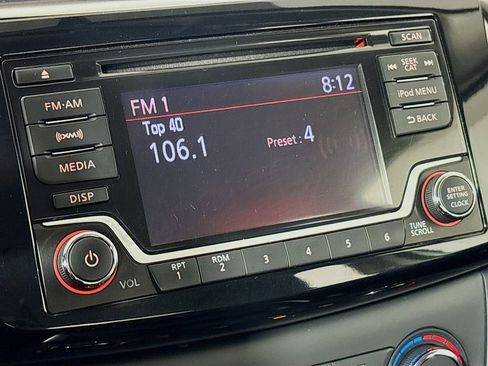 SCAN
FM·AM
XM
MEDIA
DISP
VOL
FM 1 8:12
Top 40
106.1 Preset : 4
SEEK
CAT
iPod MENU
BACK
ENTER
SETTING
CLOCK
TUNE
SCROLL
RPT
1
RDM
2
3
4
5
6